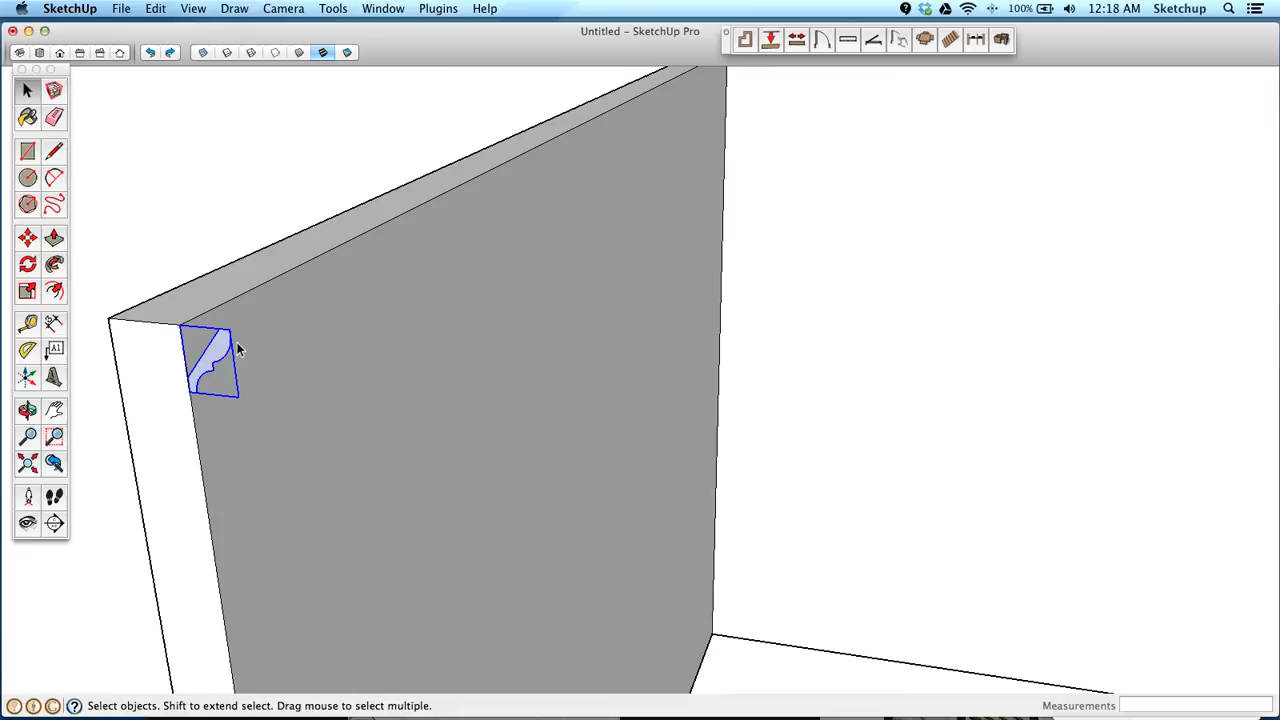 SketchUp File Edit View Draw Camera Tools Window Plugins Help 100% 12:18 AM Sketchup
Untitled – SketchUp Pro
A1
Select objects. Shift to extend select. Drag mouse to select multiple. Measurements